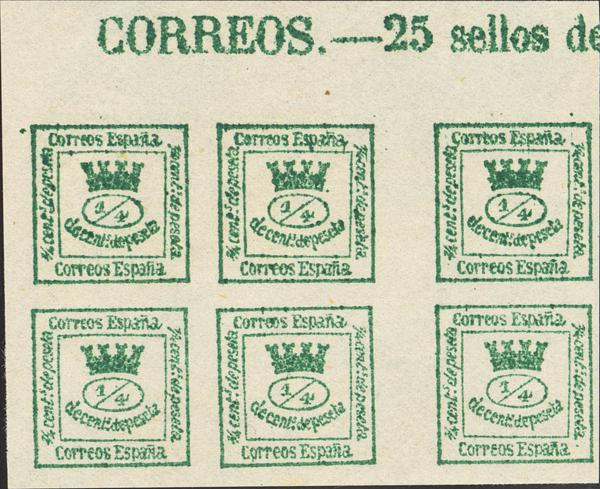 CORREOS.—25 sellos de
Correos España Correos España Correos España
¼ cent.s de peseta ¼ cent.s de peseta ¼ cent.s de peseta ¼ cent.s de peseta ¼ cent.s de peseta ¼ cent.s de peseta
1/4 1/4 1/4
de cent.s de peseta de cent.s de peseta de cent.s de peseta
Correos España Correos España Correos España
Correos España Correos España Correos España
¼ cent.s de peseta ¼ cent.s de peseta ¼ cent.s de peseta ¼ cent.s de peseta ¼ cent.s de peseta ¼ cent.s de peseta
1/4 1/4 1/4
de cent.s de peseta de cent.s de peseta de cent.s de peseta
Correos España Correos España Correos España